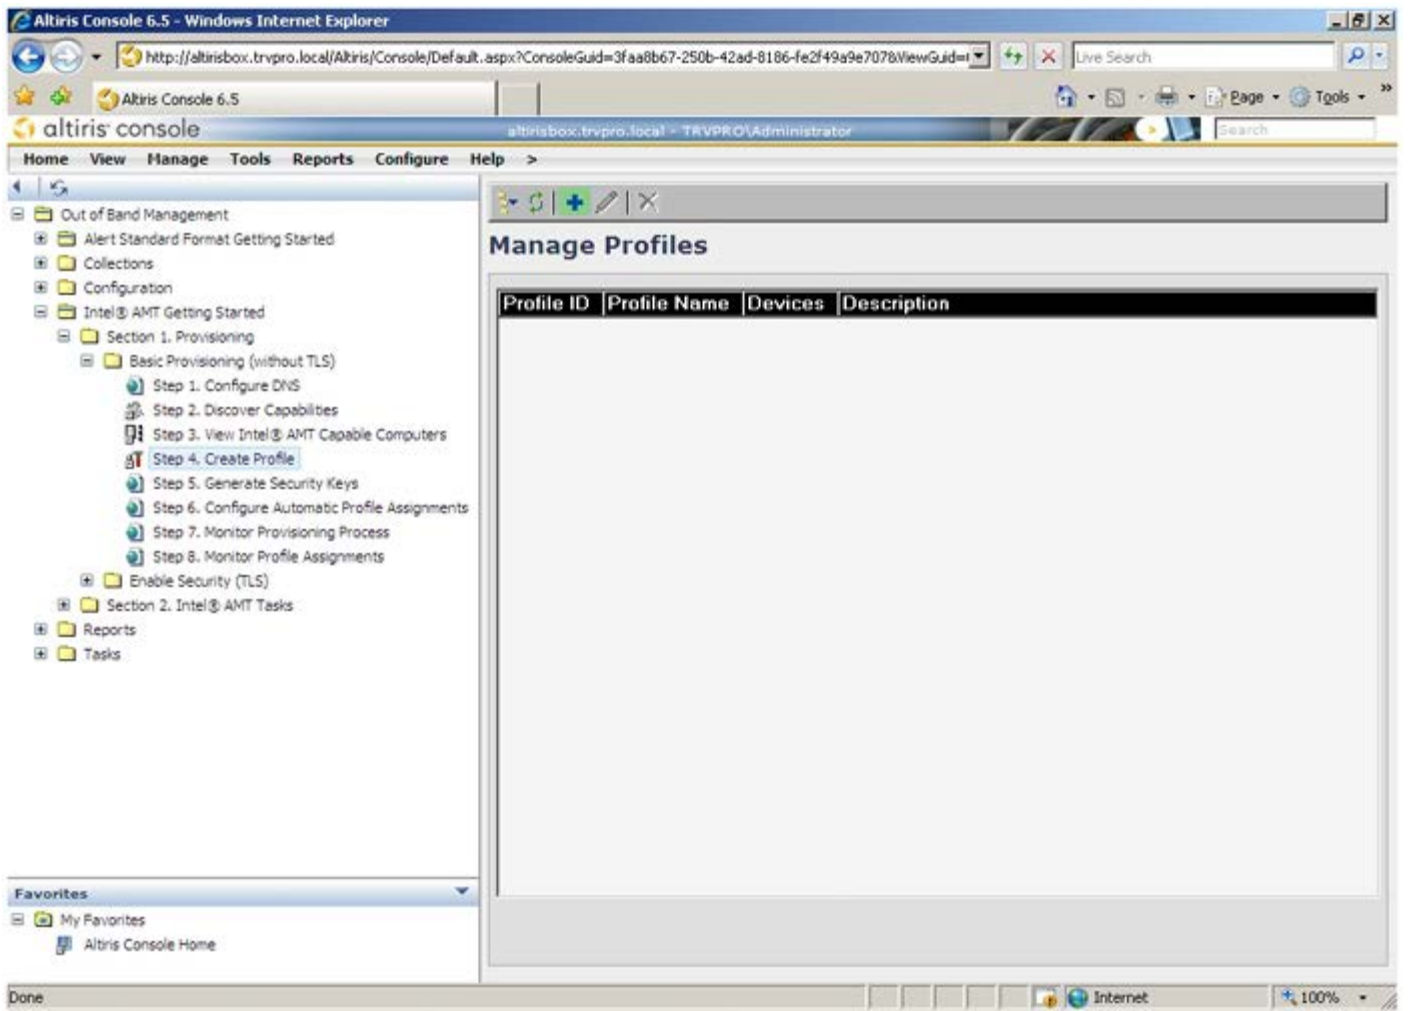 Altiris Console 6.5 - Windows Internet Explorer
http://altirisbox.trvpro.local/Altiris/Console/Default.aspx?ConsoleGuid=3faa8b67-250b-42ad-8186-fe2f49a9e707&ViewGuid=
Live Search
Altiris Console 6.5
Page
Tools
»
altiris console
altirisbox.trvpro.local - TRVPRO\Administrator
Search
Home View Manage Tools Reports Configure Help >
Out of Band Management
Alert Standard Format Getting Started
Collections
Configuration
Intel® AMT Getting Started
Section 1. Provisioning
Basic Provisioning (without TLS)
Step 1. Configure DNS
Step 2. Discover Capabilities
Step 3. View Intel® AMT Capable Computers
Step 4. Create Profile
Step 5. Generate Security Keys
Step 6. Configure Automatic Profile Assignments
Step 7. Monitor Provisioning Process
Step 8. Monitor Profile Assignments
Enable Security (TLS)
Section 2. Intel® AMT Tasks
Reports
Tasks
Favorites
My Favorites
Altiris Console Home
Manage Profiles
Profile ID Profile Name Devices Description
Done
Internet
100%